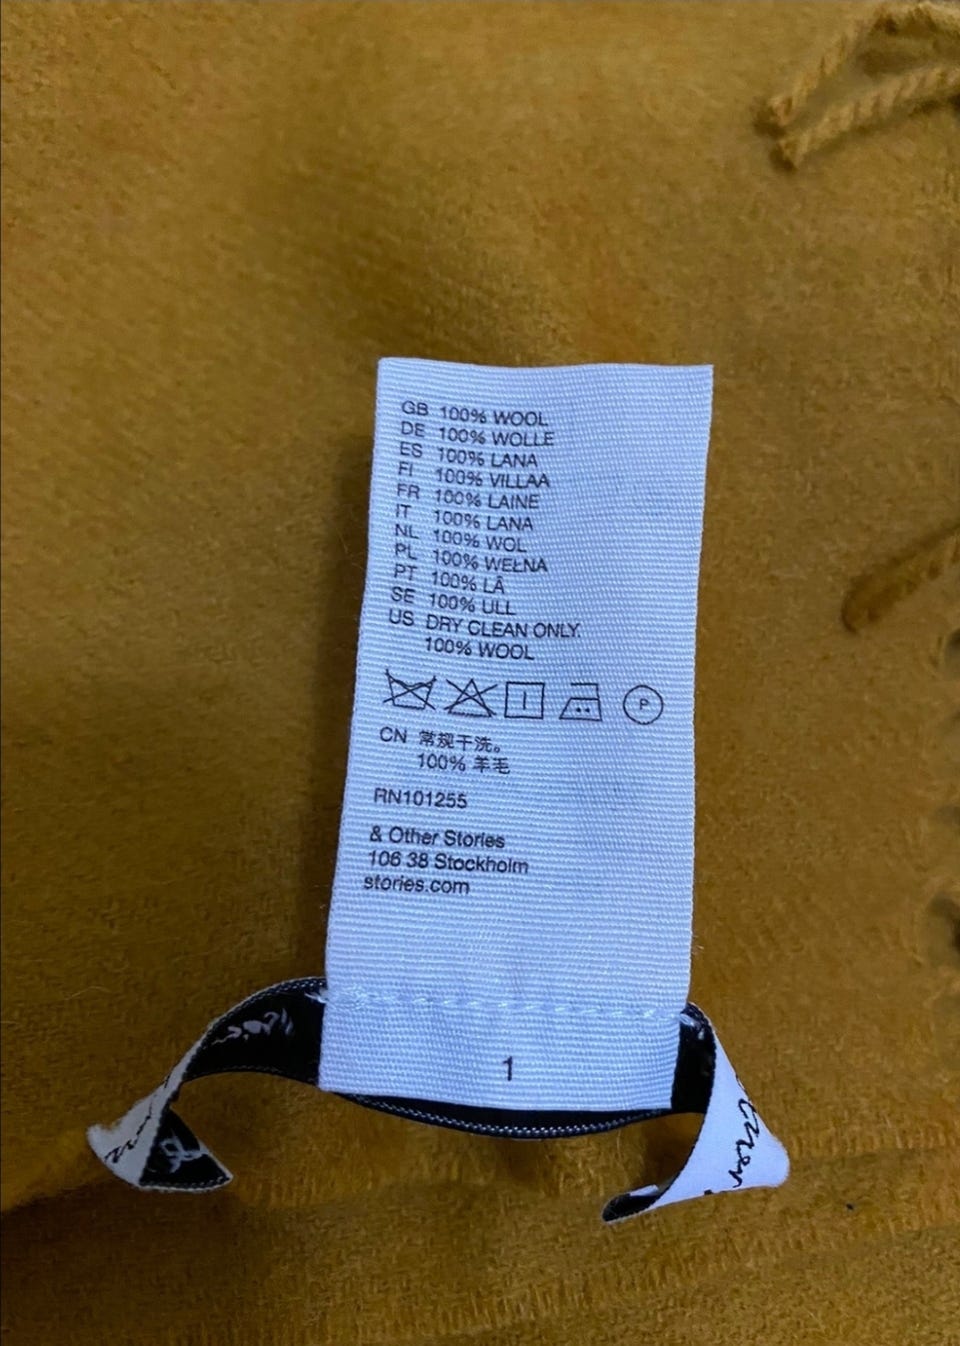 GB 100% WOOL
DE 100% WOLLE
ES 100% LANA
FI 100% VILLAA
FR 100% LAINE
IT 100% LANA
NL 100% WOL
PL 100% WEŁNA
PT 100% LÃ
SE 100% ULL
US DRY CLEAN ONLY.
100% WOOL
P
CN 常规干洗。
100% 羊毛
RN101255
& Other Stories
106 38 Stockholm
stories.com
1